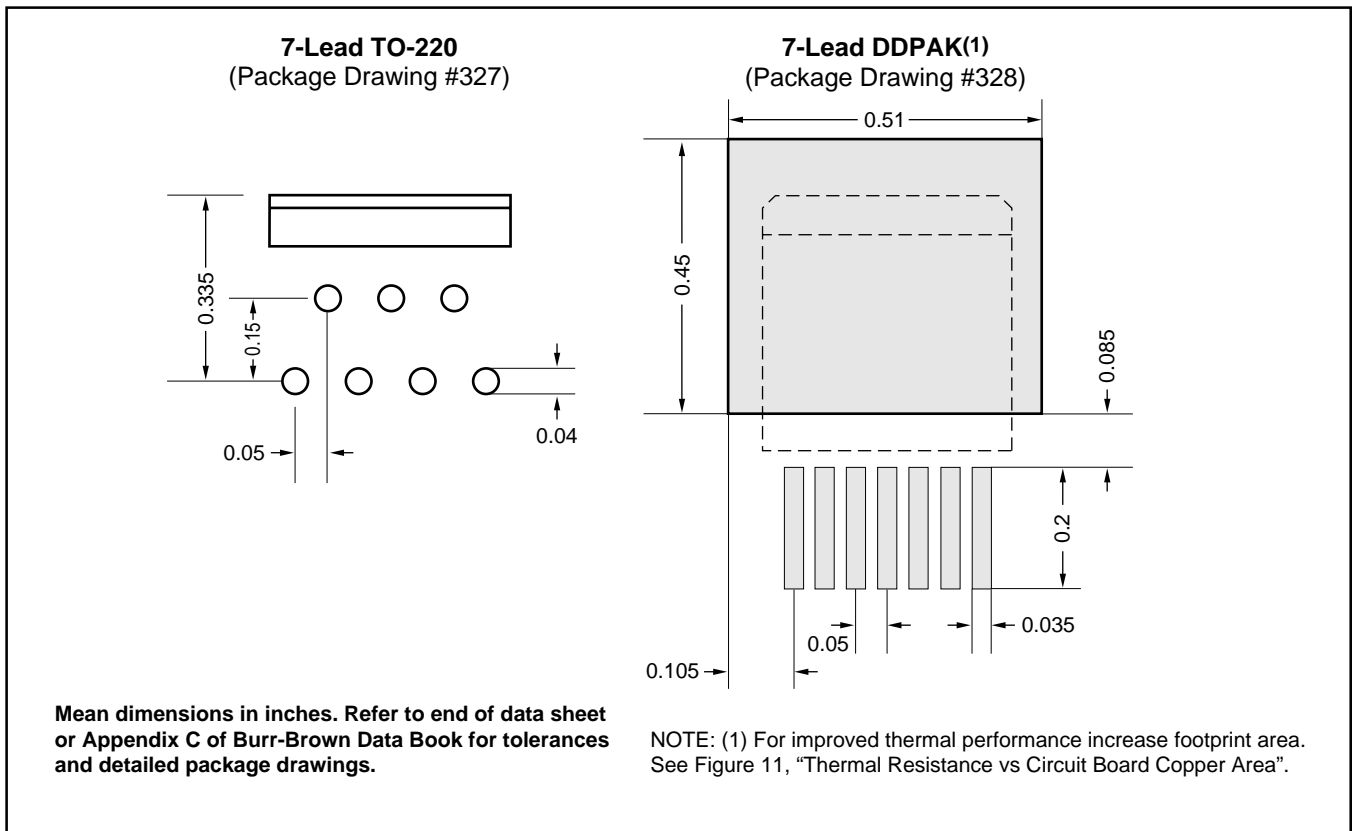 7-Lead TO-220
(Package Drawing #327)
0.335
0.15
0.05
0.04
7-Lead DDPAK(1)
(Package Drawing #328)
0.51
0.45
0.085
0.2
0.05
0.035
0.105
Mean dimensions in inches. Refer to end of data sheet
or Appendix C of Burr-Brown Data Book for tolerances
and detailed package drawings.
NOTE: (1) For improved thermal performance increase footprint area.
See Figure 11, “Thermal Resistance vs Circuit Board Copper Area”.